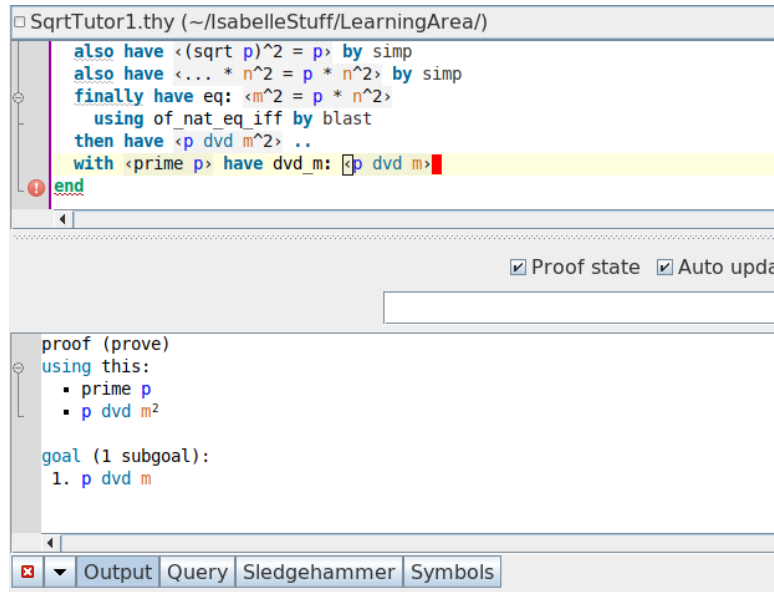 SqrtTutor1.thy (~/IsabelleStuff/LearningArea/)
also have ‹(sqrt p)^2 = p› by simp
also have ‹... * n^2 = p * n^2› by simp
finally have eq: ‹m^2 = p * n^2›
using of_nat_eq_iff by blast
then have ‹p dvd m^2› ..
with ‹prime p› have dvd_m: ‹p dvd m›
end
Proof state Auto upda
proof (prove)
using this:
▪ prime p
▪ p dvd m²
goal (1 subgoal):
1. p dvd m
Output Query Sledgehammer Symbols